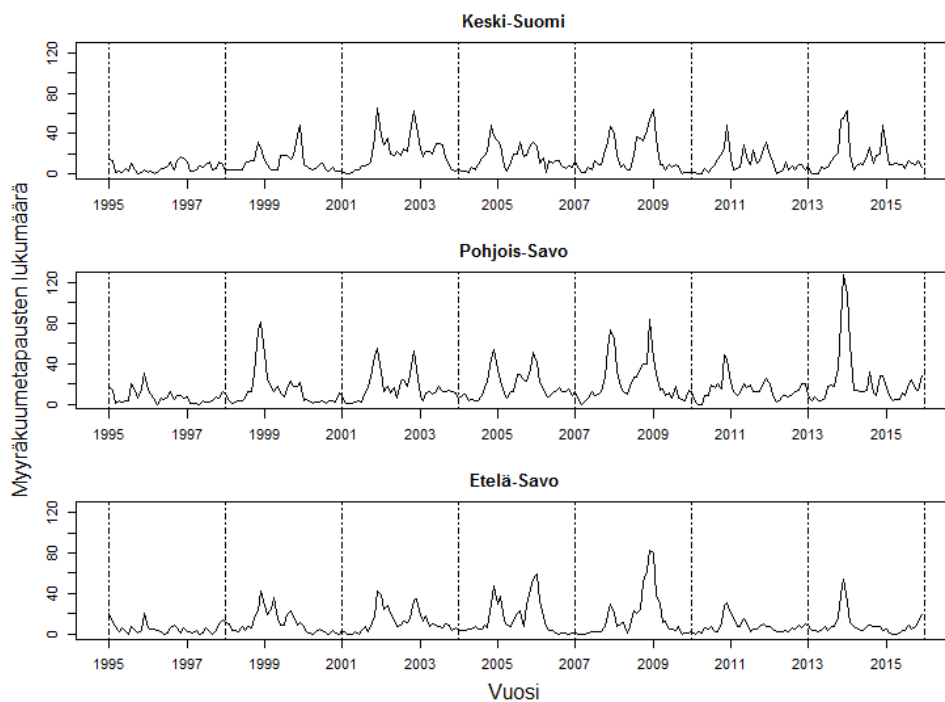 Keski-Suomi
0 40 80 120
1995 1997 1999 2001 2003 2005 2007 2009 2011 2013 2015
Pohjois-Savo
0 40 80 120
1995 1997 1999 2001 2003 2005 2007 2009 2011 2013 2015
Etelä-Savo
0 40 80 120
1995 1997 1999 2001 2003 2005 2007 2009 2011 2013 2015
Myyräkuumetapausten lukumäärä
Vuosi